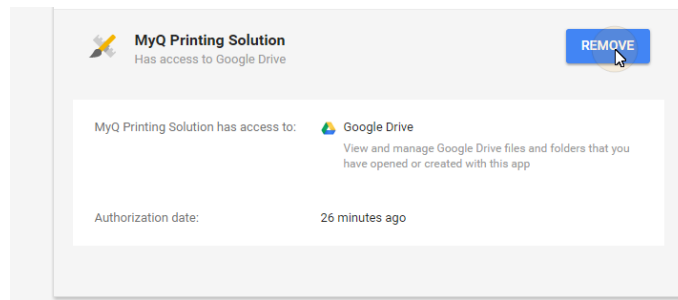 MyQ Printing Solution
Has access to Google Drive
REMOVE
MyQ Printing Solution has access to:
Google Drive
View and manage Google Drive files and folders that you
have opened or created with this app
Authorization date:
26 minutes ago